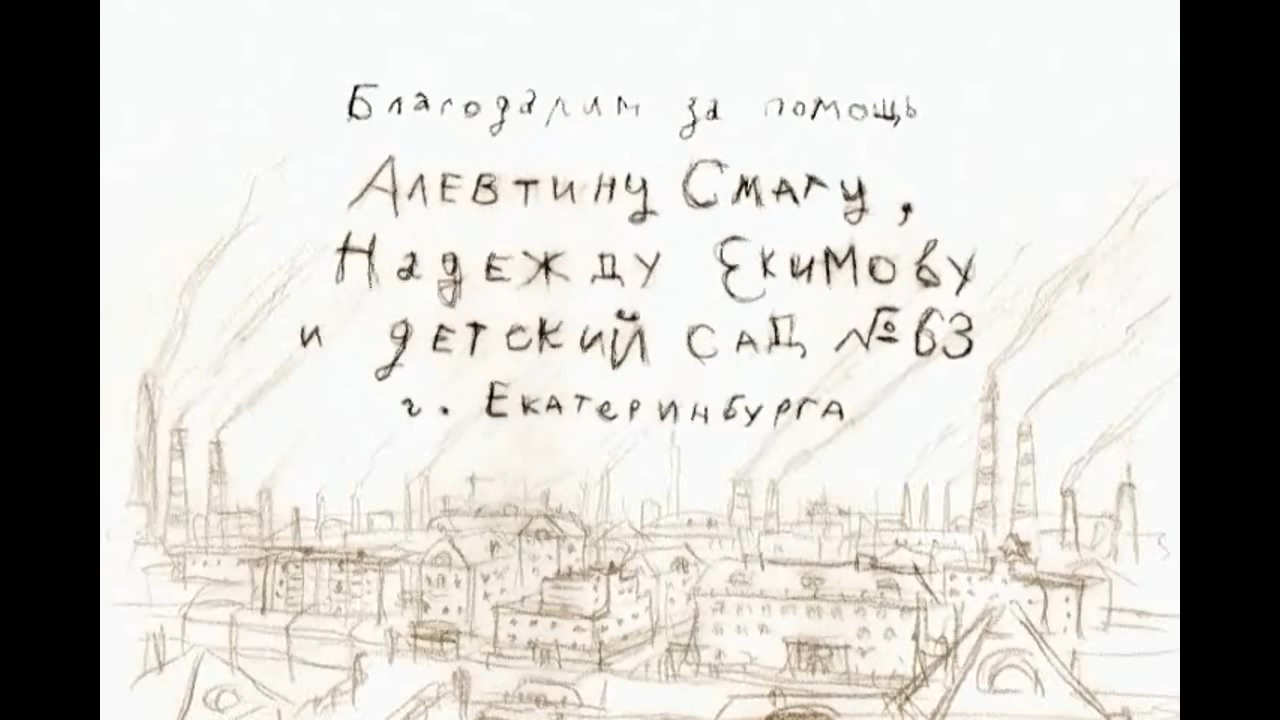 Благодарим за помощь
Алевтину Смагу,
Надежду Екимову
и детский сад №63
г. Екатеринбурга